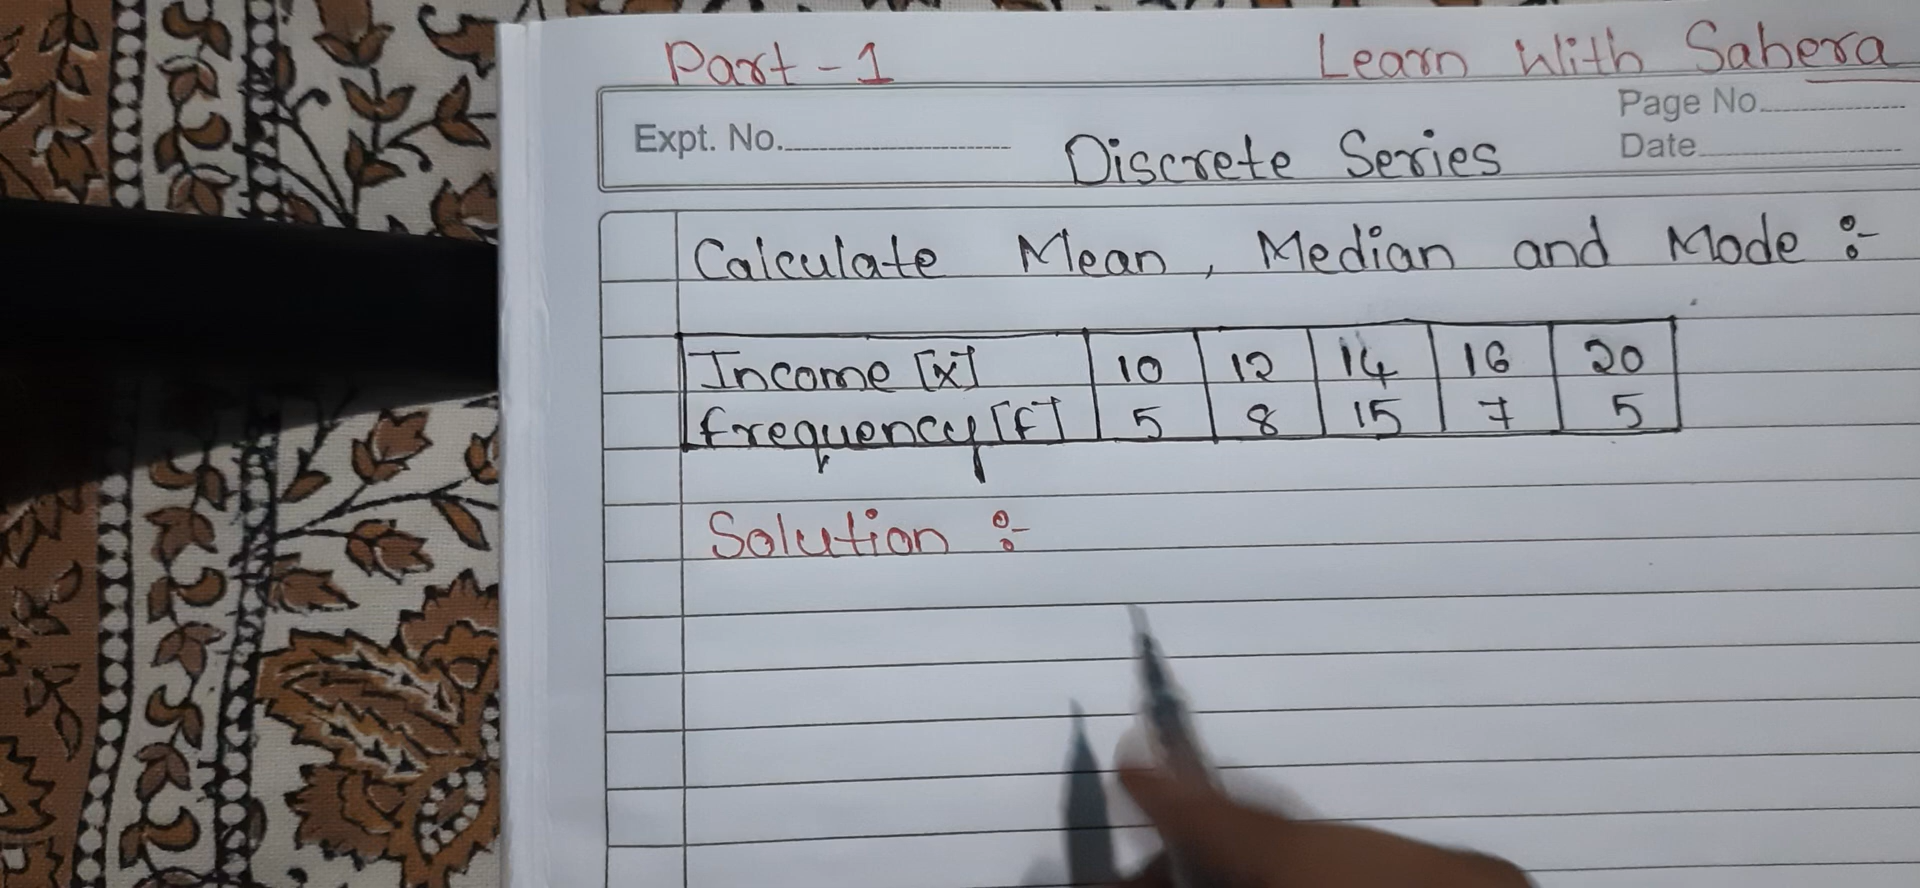 Part - 1
Learn With Sabera
Expt. No.
Page No.
Date
Discrete Series
Calculate Mean, Median and Mode :-
Income [x] 10 12 14 16 20
frequency [f] 5 8 15 7 5
Solution :-